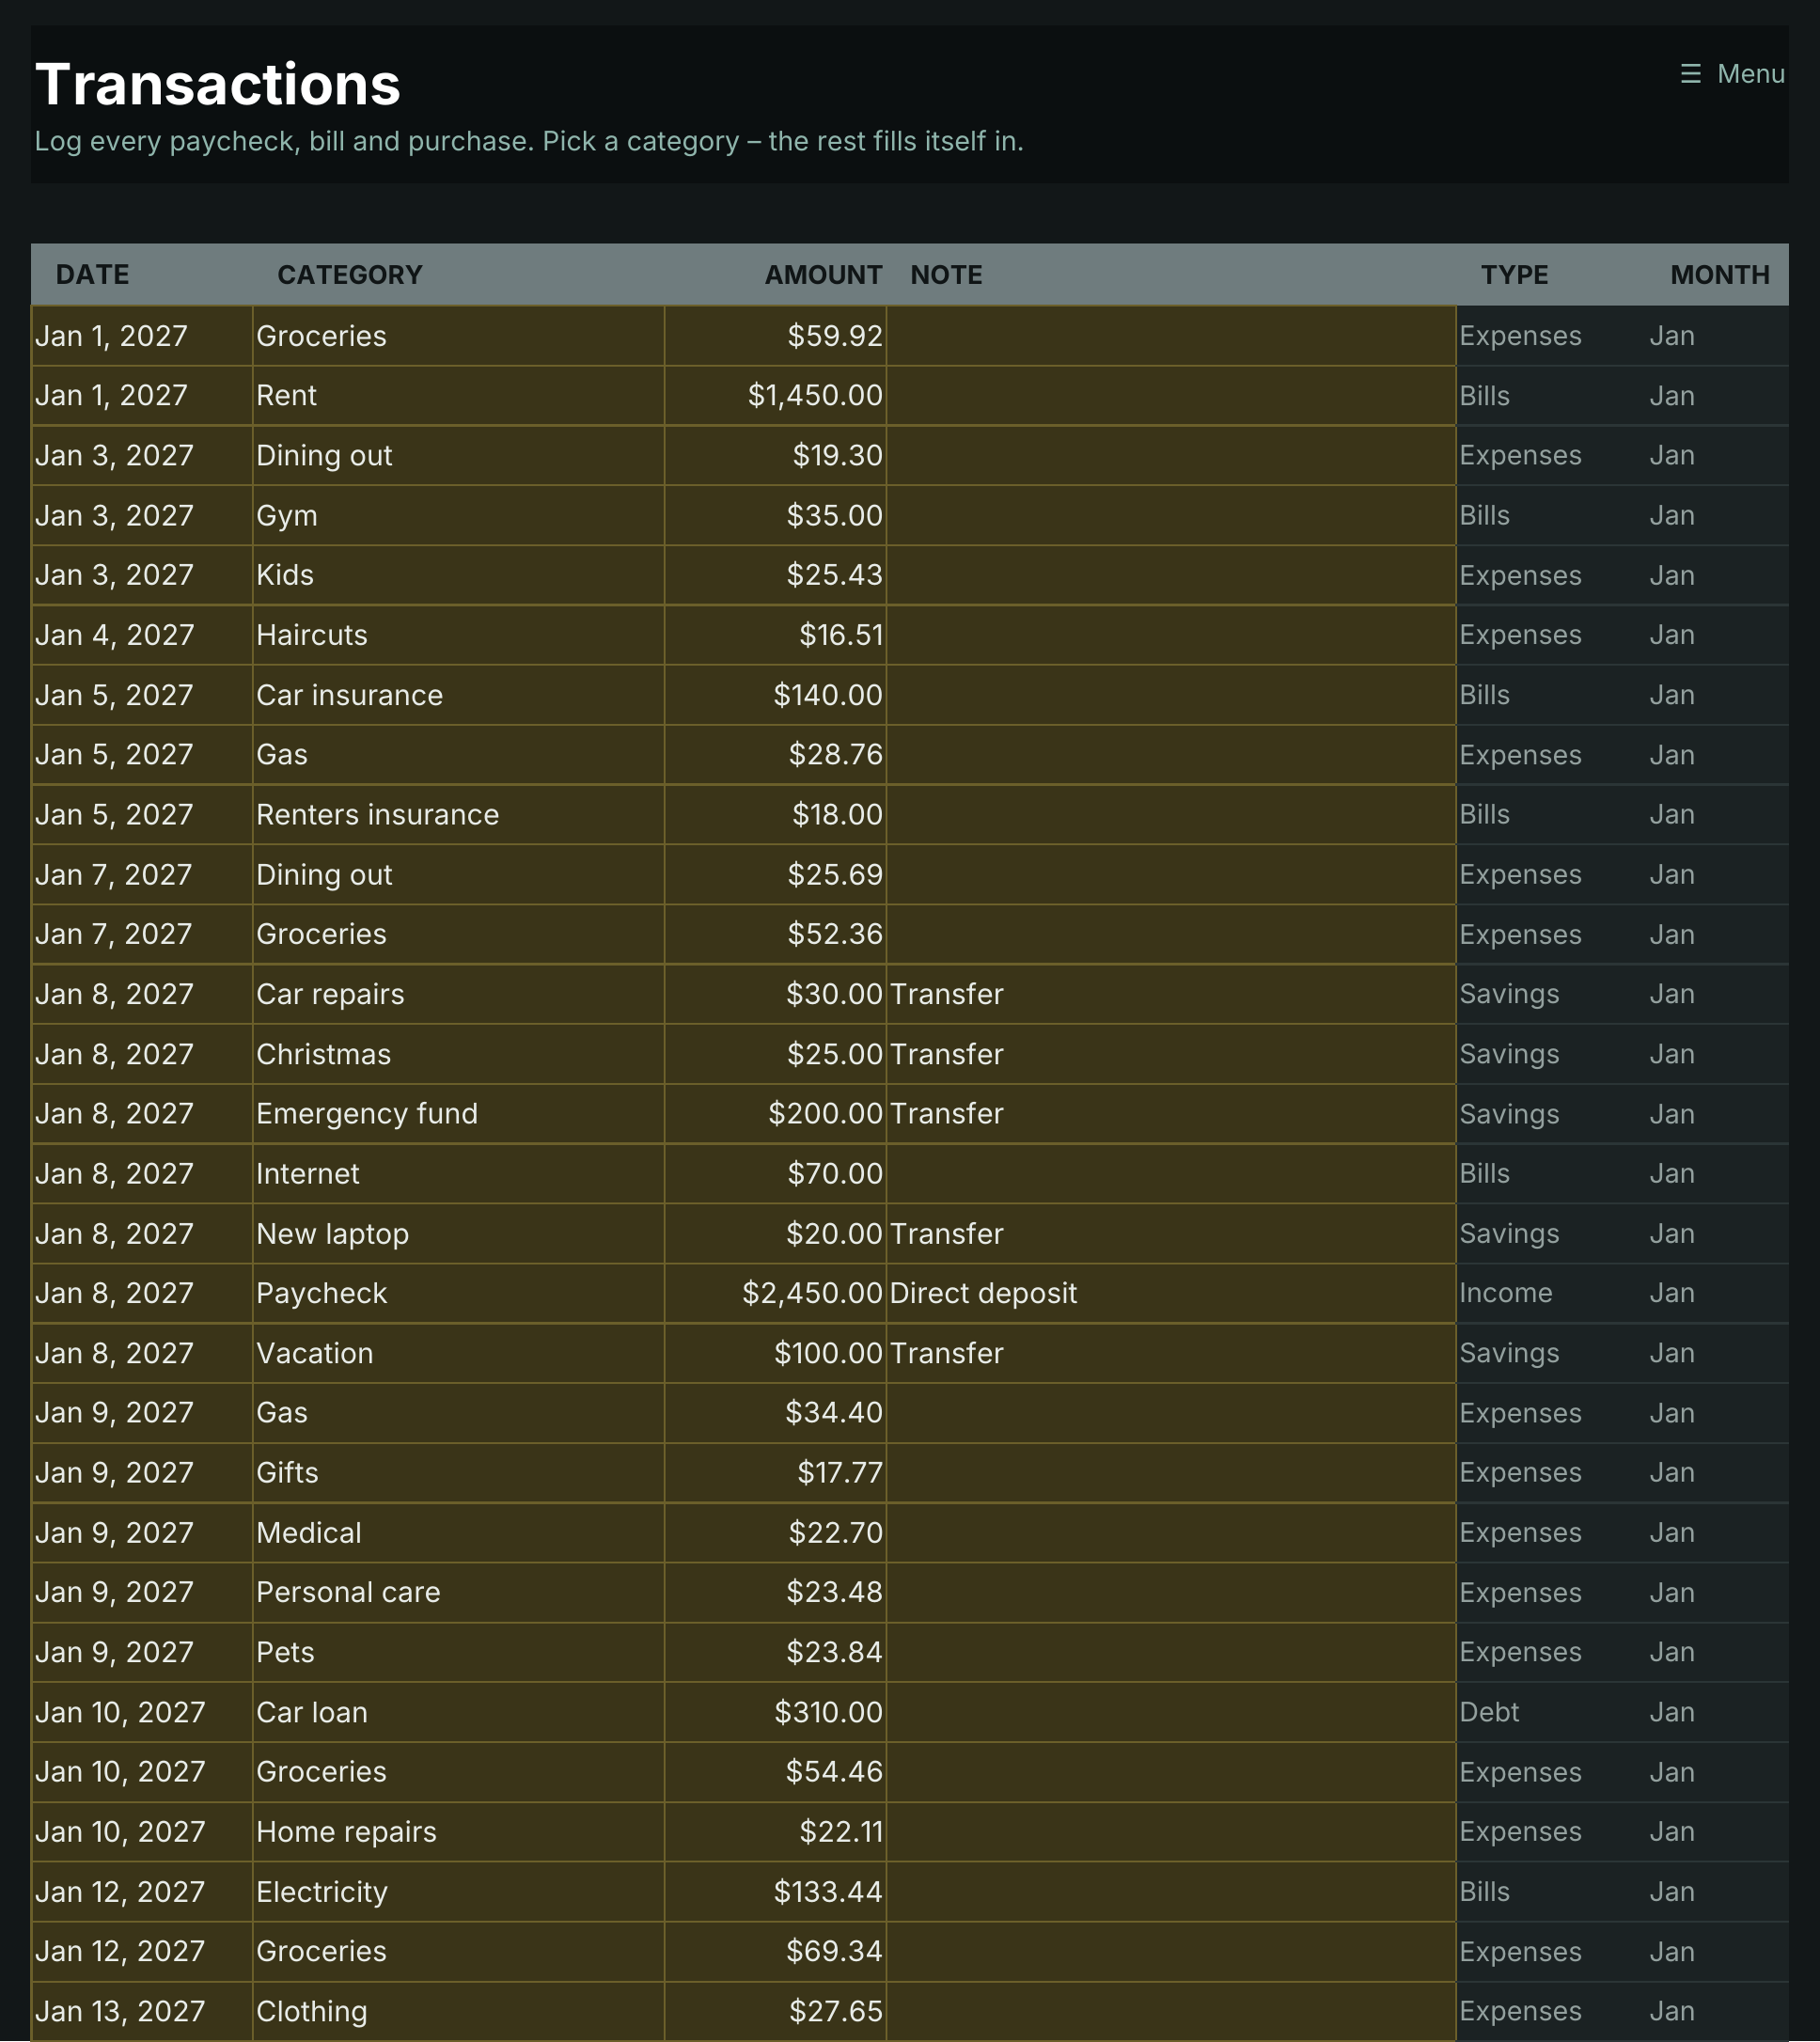 Transactions
☰ Menu
Log every paycheck, bill and purchase. Pick a category – the rest fills itself in.
DATE CATEGORY AMOUNT NOTE TYPE MONTH
Jan 1, 2027 Groceries $59.92 Expenses Jan
Jan 1, 2027 Rent $1,450.00 Bills Jan
Jan 3, 2027 Dining out $19.30 Expenses Jan
Jan 3, 2027 Gym $35.00 Bills Jan
Jan 3, 2027 Kids $25.43 Expenses Jan
Jan 4, 2027 Haircuts $16.51 Expenses Jan
Jan 5, 2027 Car insurance $140.00 Bills Jan
Jan 5, 2027 Gas $28.76 Expenses Jan
Jan 5, 2027 Renters insurance $18.00 Bills Jan
Jan 7, 2027 Dining out $25.69 Expenses Jan
Jan 7, 2027 Groceries $52.36 Expenses Jan
Jan 8, 2027 Car repairs $30.00 Transfer Savings Jan
Jan 8, 2027 Christmas $25.00 Transfer Savings Jan
Jan 8, 2027 Emergency fund $200.00 Transfer Savings Jan
Jan 8, 2027 Internet $70.00 Bills Jan
Jan 8, 2027 New laptop $20.00 Transfer Savings Jan
Jan 8, 2027 Paycheck $2,450.00 Direct deposit Income Jan
Jan 8, 2027 Vacation $100.00 Transfer Savings Jan
Jan 9, 2027 Gas $34.40 Expenses Jan
Jan 9, 2027 Gifts $17.77 Expenses Jan
Jan 9, 2027 Medical $22.70 Expenses Jan
Jan 9, 2027 Personal care $23.48 Expenses Jan
Jan 9, 2027 Pets $23.84 Expenses Jan
Jan 10, 2027 Car loan $310.00 Debt Jan
Jan 10, 2027 Groceries $54.46 Expenses Jan
Jan 10, 2027 Home repairs $22.11 Expenses Jan
Jan 12, 2027 Electricity $133.44 Bills Jan
Jan 12, 2027 Groceries $69.34 Expenses Jan
Jan 13, 2027 Clothing $27.65 Expenses Jan